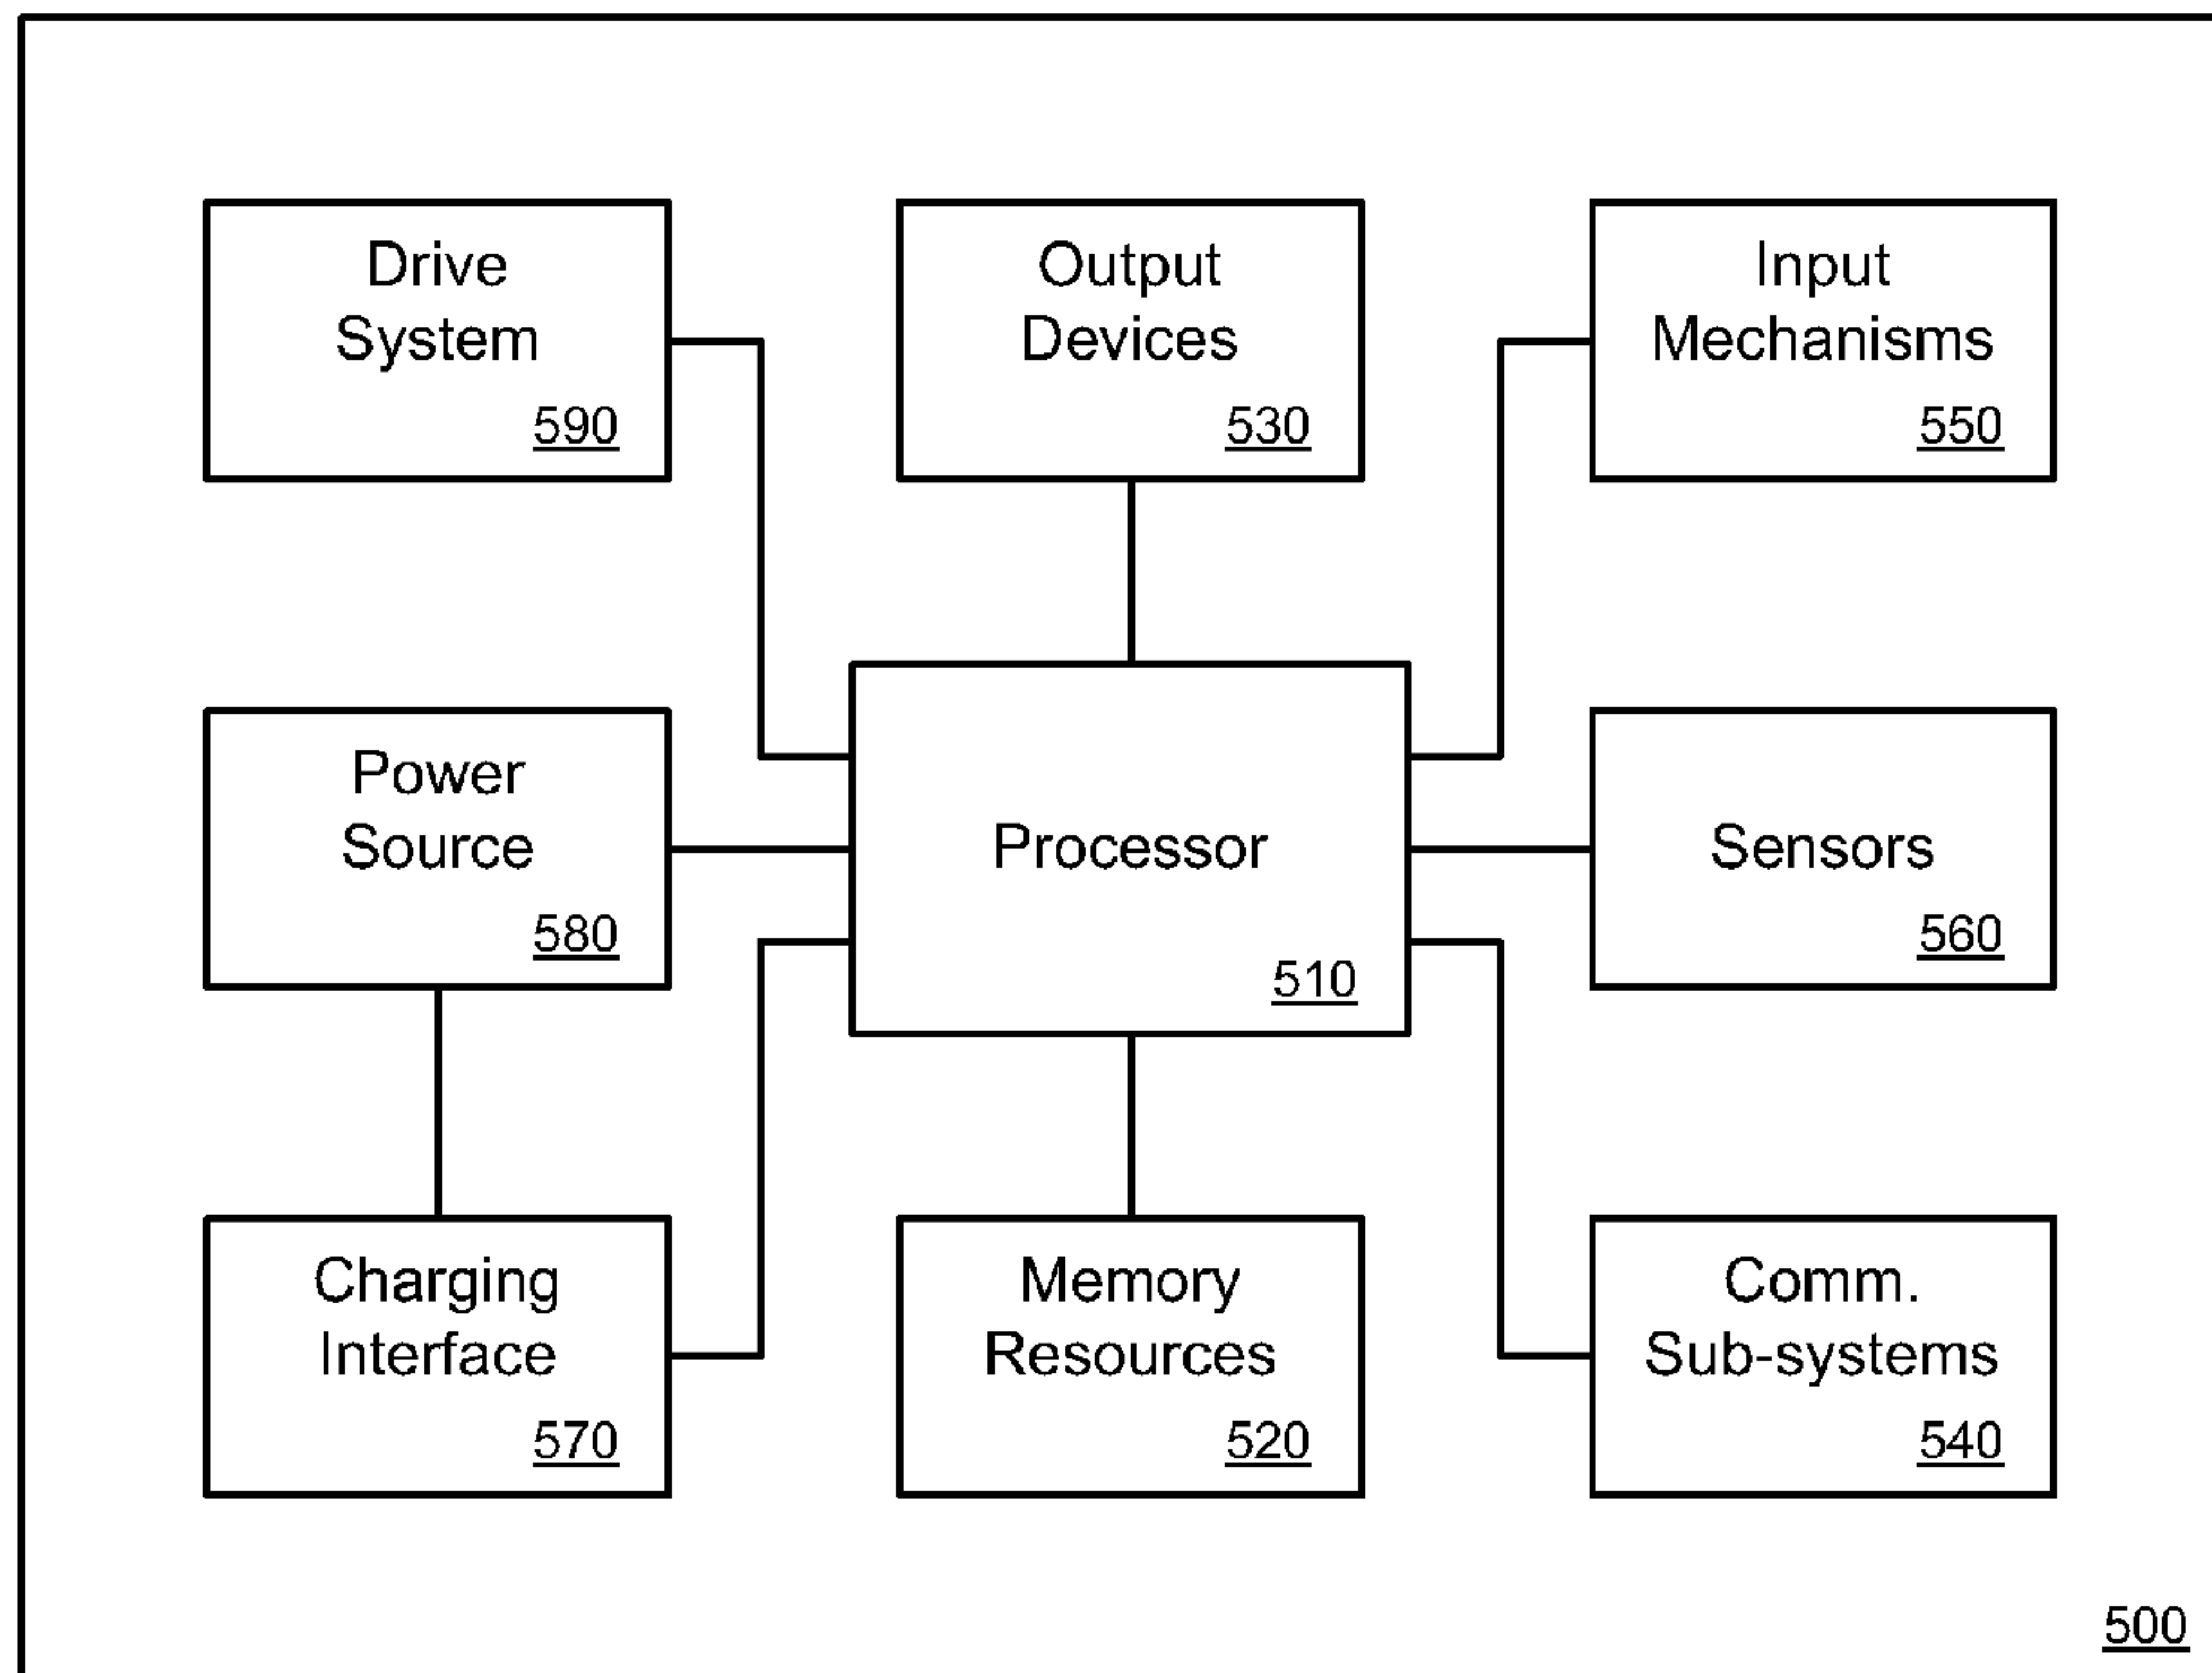 Drive
System
590
Output
Devices
530
Input
Mechanisms
550
Power
Source
580
Processor
510
Sensors
560
Charging
Interface
570
Memory
Resources
520
Comm.
Sub-systems
540
500